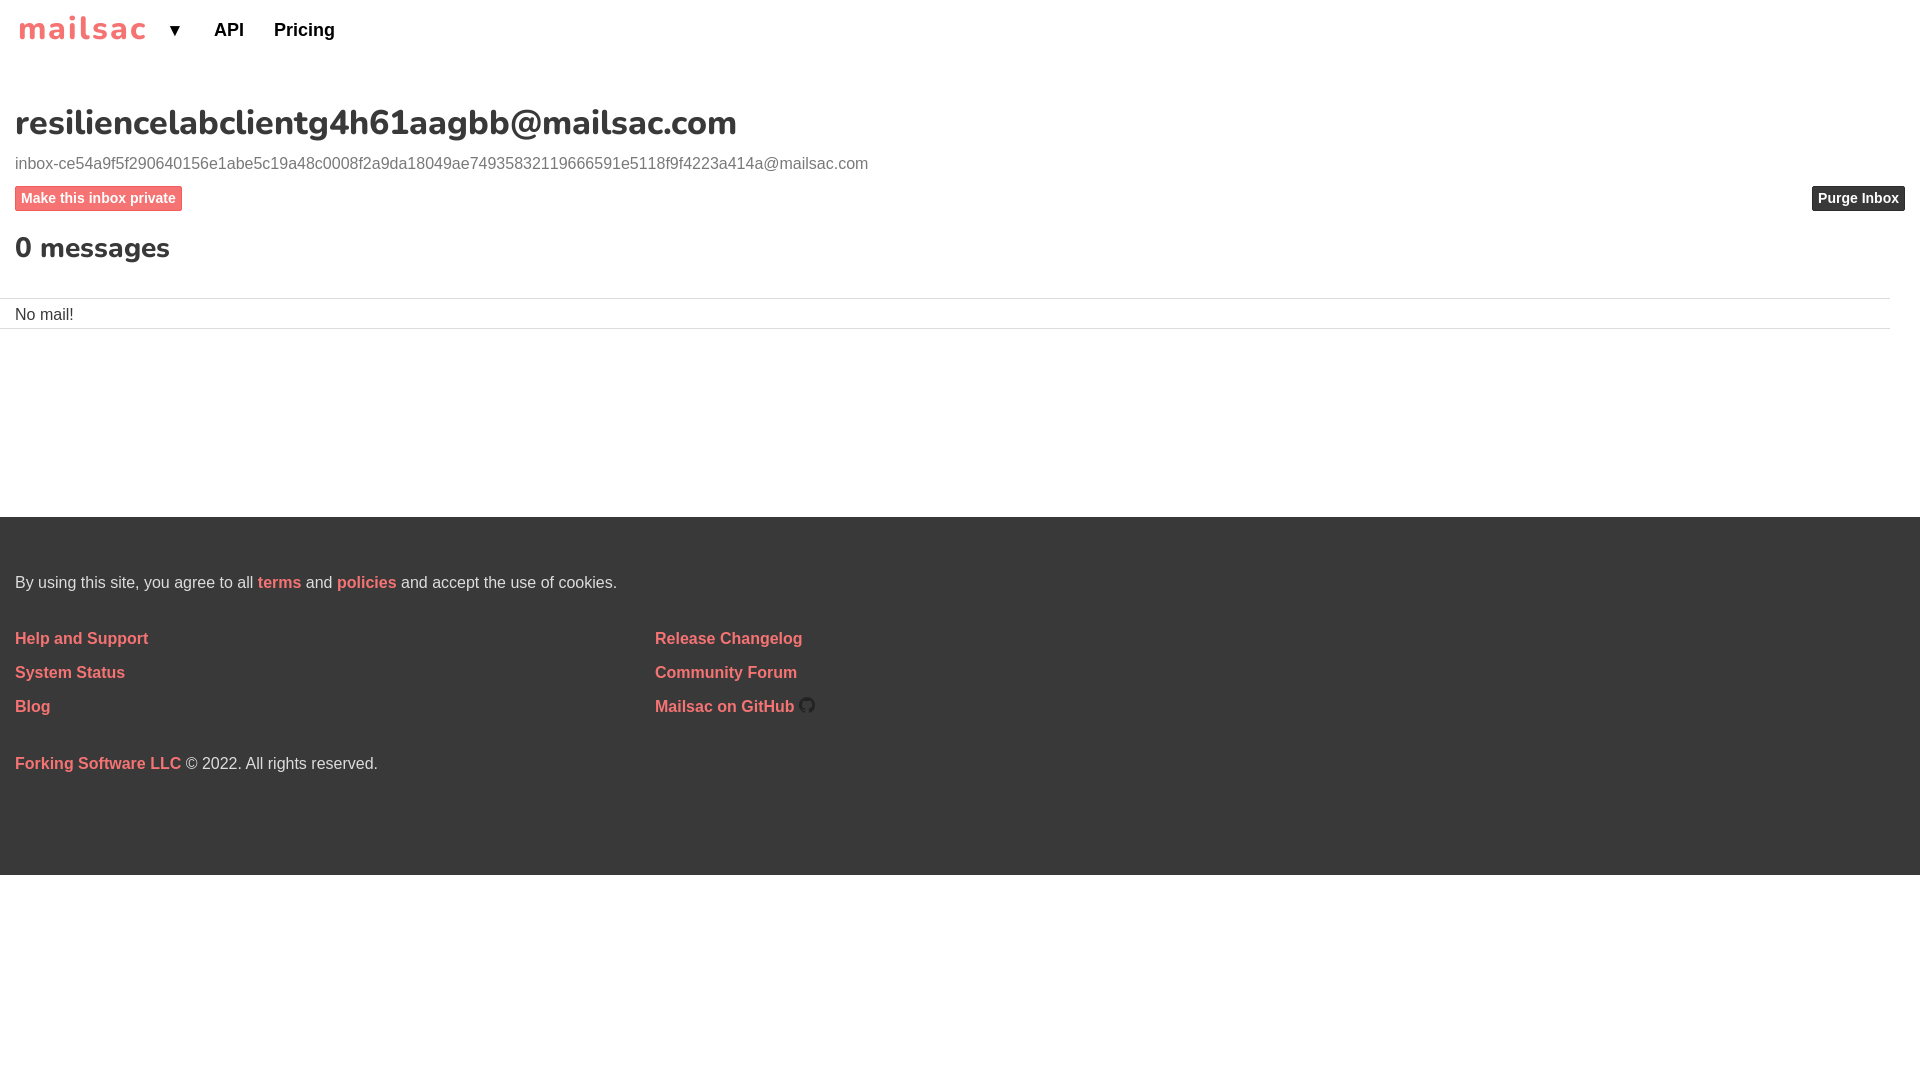 mailsac ▼ API Pricing
resiliencelabclientg4h61aagbb@mailsac.com
inbox-ce54a9f5f290640156e1abe5c19a48c0008f2a9da18049ae74935832119666591e5118f9f4223a414a@mailsac.com
Make this inbox private Purge Inbox
0 messages
No mail!
By using this site, you agree to all terms and policies and accept the use of cookies.
Help and Support
System Status
Blog
Release Changelog
Community Forum
Mailsac on GitHub
Forking Software LLC © 2022. All rights reserved.